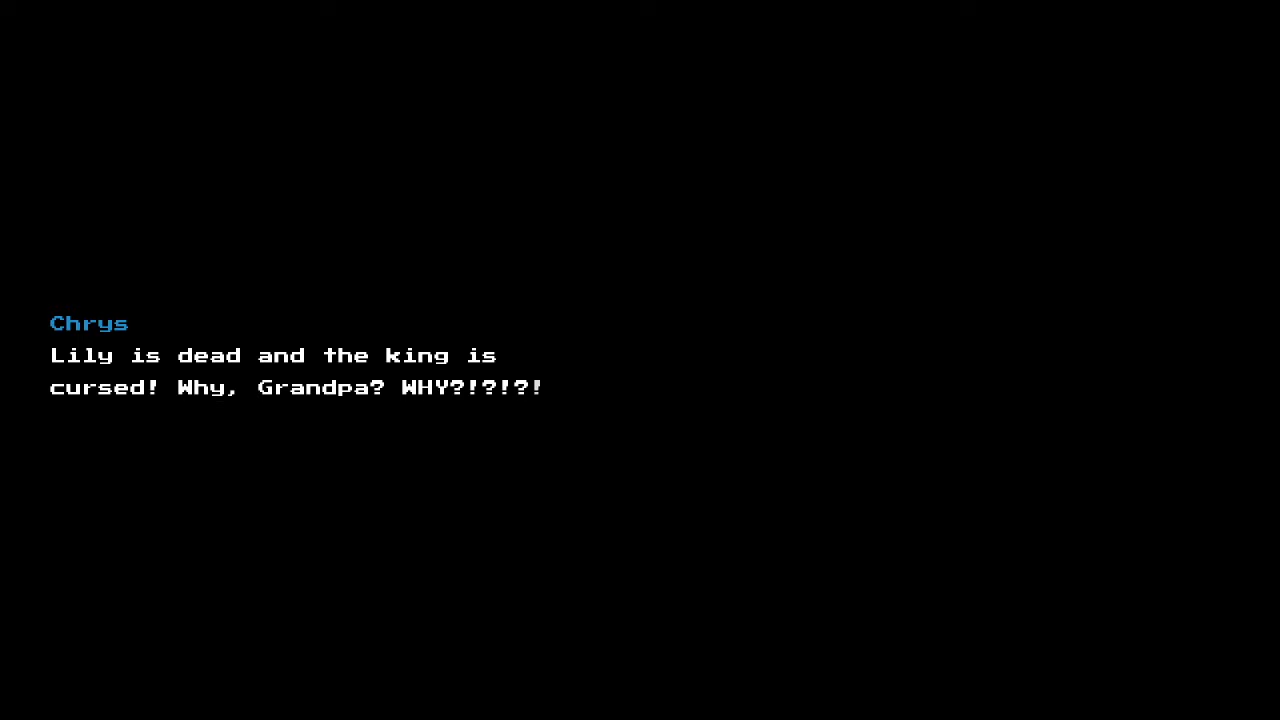 Chrys
Lily is dead and the king is
cursed! Why, Grandpa? WHY?!?!?!